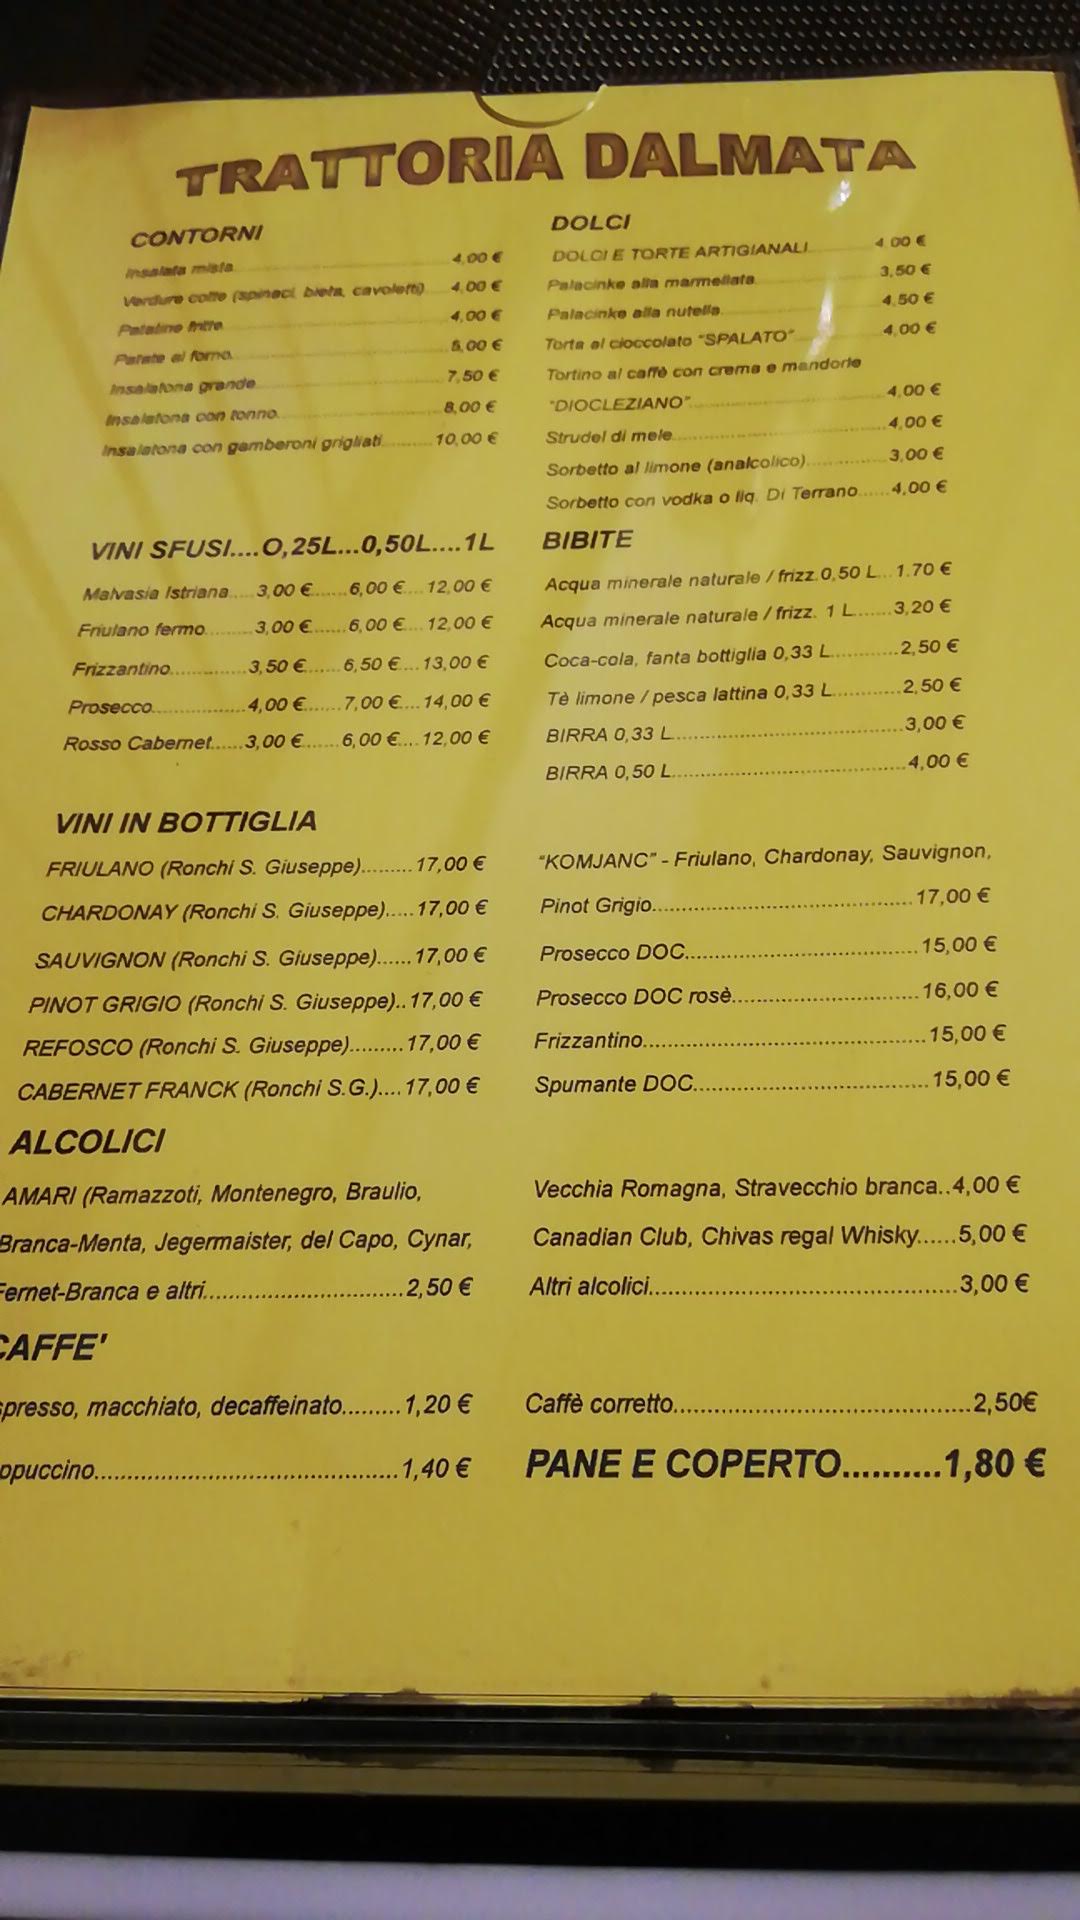 TRATTORIA DALMATA
CONTORNI
Insalata mista 4,00 €
Verdure cotte (spinaci, bieta, cavoletti) 4,00 €
Patatine fritte 4,00 €
Patate al forno 5,00 €
Insalatona grande 7,50 €
Insalatona con tonno 8,00 €
Insalatona con gamberoni grigliati 10,00 €
DOLCI
DOLCI E TORTE ARTIGIANALI 4,00 €
Palacinke alla marmellata 3,50 €
Palacinke alla nutella 4,50 €
Torta al cioccolato "SPALATO" 4,00 €
Tortino al caffè con crema e mandorle
"DIOCLEZIANO" 4,00 €
Strudel di mele 4,00 €
Sorbetto al limone (analcolico) 3,00 €
Sorbetto con vodka o liq. Di Terrano 4,00 €
VINI SFUSI....0,25L...0,50L....1L
Malvasia Istriana.....3,00 €.......6,00 €....12,00 €
Friulano fermo.........3,00 €.......6,00 €....12,00 €
Frizzantino..............3,50 €.......6,50 €....13,00 €
Prosecco.................4,00 €.......7,00 €....14,00 €
Rosso Cabernet......3,00 €.......6,00 €....12,00 €
BIBITE
Acqua minerale naturale / frizz.0,50 L...1.70 €
Acqua minerale naturale / frizz. 1 L.......3,20 €
Coca-cola, fanta bottiglia 0,33 L............2,50 €
Tè limone / pesca lattina 0,33 L............2,50 €
BIRRA 0,33 L........................................3,00 €
BIRRA 0,50 L........................................4,00 €
VINI IN BOTTIGLIA
FRIULANO (Ronchi S. Giuseppe).........17,00 €
CHARDONAY (Ronchi S. Giuseppe).....17,00 €
SAUVIGNON (Ronchi S. Giuseppe)......17,00 €
PINOT GRIGIO (Ronchi S. Giuseppe)..17,00 €
REFOSCO (Ronchi S. Giuseppe).........17,00 €
CABERNET FRANCK (Ronchi S.G.)....17,00 €
"KOMJANC" - Friulano, Chardonay, Sauvignon,
Pinot Grigio.........................................17,00 €
Prosecco DOC.....................................15,00 €
Prosecco DOC rosè..............................16,00 €
Frizzantino...........................................15,00 €
Spumante DOC....................................15,00 €
ALCOLICI
AMARI (Ramazzoti, Montenegro, Braulio,
Branca-Menta, Jegermaister, del Capo, Cynar,
Fernet-Branca e altri..............................2,50 €
Vecchia Romagna, Stravecchio branca..4,00 €
Canadian Club, Chivas regal Whisky......5,00 €
Altri alcolici...............................................3,00 €
CAFFE'
spresso, macchiato, decaffeinato.........1,20 €
ppuccino..............................................1,40 €
Caffè corretto............................................2,50€
PANE E COPERTO..........1,80 €